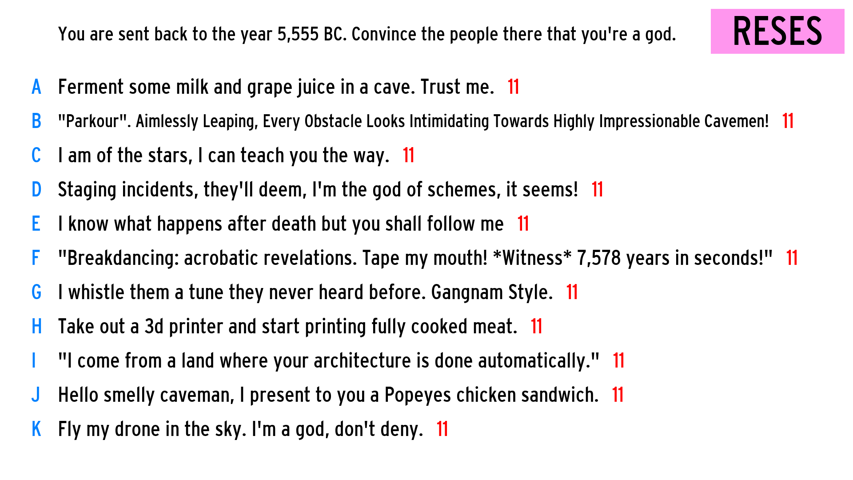 You are sent back to the year 5,555 BC. Convince the people there that you're a god.
RESES
A Ferment some milk and grape juice in a cave. Trust me. 11
B "Parkour". Aimlessly Leaping, Every Obstacle Looks Intimidating Towards Highly Impressionable Cavemen! 11
C I am of the stars, I can teach you the way. 11
D Staging incidents, they'll deem, I'm the god of schemes, it seems! 11
E I know what happens after death but you shall follow me 11
F "Breakdancing: acrobatic revelations. Tape my mouth! *Witness* 7,578 years in seconds!" 11
G I whistle them a tune they never heard before. Gangnam Style. 11
H Take out a 3d printer and start printing fully cooked meat. 11
I "I come from a land where your architecture is done automatically." 11
J Hello smelly caveman, I present to you a Popeyes chicken sandwich. 11
K Fly my drone in the sky. I'm a god, don't deny. 11